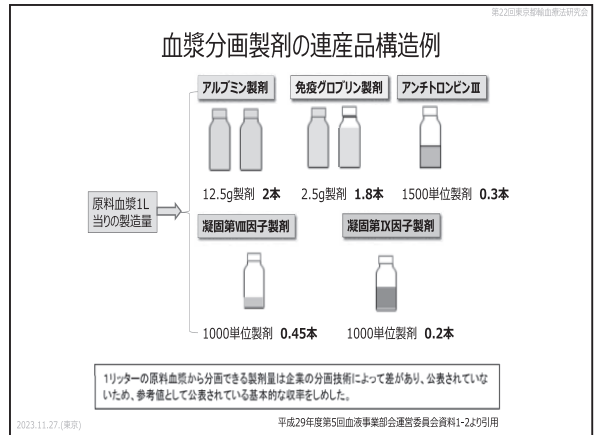 第22回東京都輸血療法研究会
血漿分画製剤の連産品構造例
アルブミン製剤
免疫グロブリン製剤
アンチトロンビンⅢ
12.5g製剤 2本
2.5g製剤 1.8本
1500単位製剤 0.3本
原料血漿1L
当りの製造量
凝固第Ⅷ因子製剤
凝固第Ⅸ因子製剤
1000単位製剤 0.45本
1000単位製剤 0.2本
1リッターの原料血漿から分画できる製剤量は企業の分画技術によって差があり、公表されていな
いため、参考値として公表されている基本的な収率をしめした。
平成29年度第5回血液事業部会運営委員会資料1-2より引用
2023.11.27.(東京)